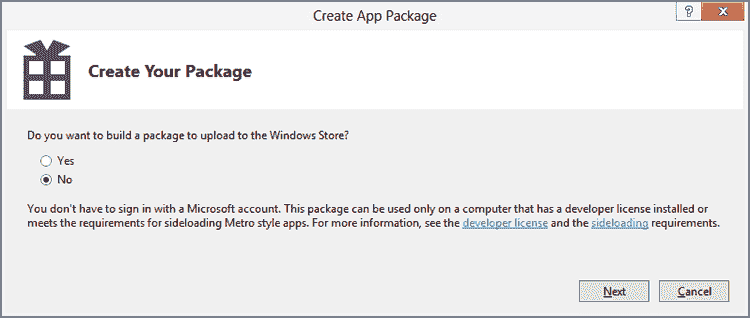 Create App Package
?
Create Your Package
Do you want to build a package to upload to the Windows Store?
Yes
No
You don't have to sign in with a Microsoft account. This package can be used only on a computer that has a developer license installed or
meets the requirements for sideloading Metro style apps. For more information, see the developer license and the sideloading requirements.
Next
Cancel